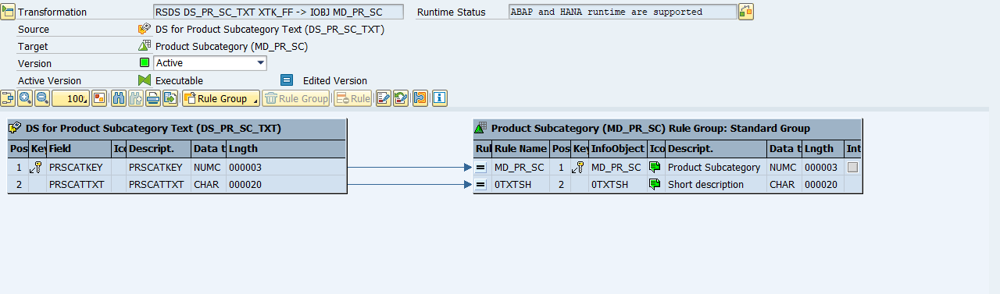 Transformation RSDS DS_PR_SC_TXT XTK_FF -> IOBJ MD_PR_SC Runtime Status ABAP and HANA runtime are supported
Source DS for Product Subcategory Text (DS_PR_SC_TXT)
Target Product Subcategory (MD_PR_SC)
Version Active
Active Version Executable Edited Version
100 Rule Group Rule Group Rule
DS for Product Subcategory Text (DS_PR_SC_TXT) Product Subcategory (MD_PR_SC) Rule Group: Standard Group
Pos Key Field Ico Descript. Data t Lngth Rul Rule Name Pos Key InfoObject Ico Descript. Data t Lngth Int
1 PRSCATKEY PRSCATKEY NUMC 000003 MD_PR_SC 1 MD_PR_SC Product Subcategory NUMC 000003
2 PRSCATTXT PRSCATTXT CHAR 000020 0TXTSH 2 0TXTSH Short description CHAR 000020